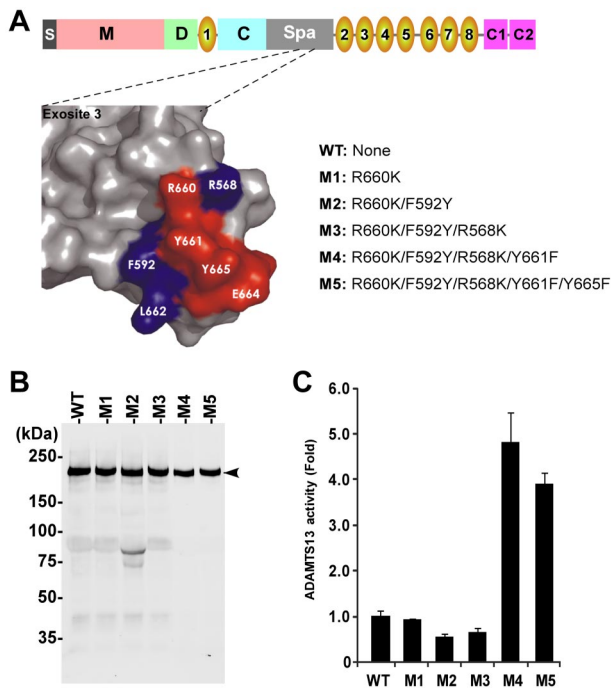 A
S M D 1 C Spa 2 3 4 5 6 7 8 C1 C2
Exosite 3
R660 R568
Y661
F592
Y665
E664
L662
WT: None
M1: R660K
M2: R660K/F592Y
M3: R660K/F592Y/R568K
M4: R660K/F592Y/R568K/Y661F
M5: R660K/F592Y/R568K/Y661F/Y665F
B
WT M1 M2 M3 M4 M5
(kDa)
250
150
100
75
50
35
C
ADAMTS13 activity (Fold)
6.0
5.0
4.0
3.0
2.0
1.0
0
WT M1 M2 M3 M4 M5